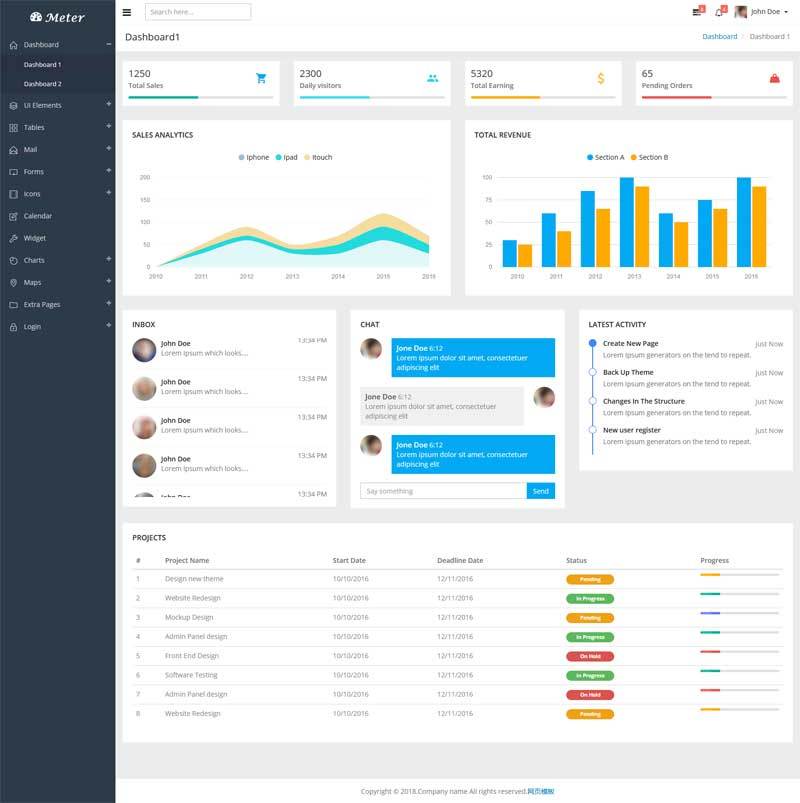 Meter
Search here...
John Doe
Dashboard
Dashboard 1
Dashboard 2
UI Elements
Tables
Mail
Forms
Icons
Calendar
Widget
Charts
Maps
Extra Pages
Login
Dashboard1
Dashboard / Dashboard 1
1250
Total Sales
2300
Daily visitors
5320
Total Earning
$
65
Pending Orders
SALES ANALYTICS
Iphone Ipad Itouch
200
150
100
50
0
2010 2011 2012 2013 2014 2015 2016
TOTAL REVENUE
Section A Section B
100
75
50
25
0
2010 2011 2012 2013 2014 2015 2016
INBOX
John Doe 13:34 PM
Lorem Ipsum which looks...
John Doe 13:34 PM
Lorem Ipsum which looks...
John Doe 13:34 PM
Lorem Ipsum which looks...
John Doe 13:34 PM
Lorem Ipsum which looks...
John Doe 13:34 PM
CHAT
Jone Doe 6:12
Lorem ipsum dolor sit amet, consectetuer
adipiscing elit
Jone Doe 6:12
Lorem ipsum dolor sit amet, consectetuer
adipiscing elit
Jone Doe 6:12
Lorem ipsum dolor sit amet, consectetuer
adipiscing elit
Say something Send
LATEST ACTIVITY
Create New Page Just Now
Lorem Ipsum generators on the tend to repeat.
Back Up Theme Just Now
Lorem Ipsum generators on the tend to repeat.
Changes In The Structure Just Now
Lorem Ipsum generators on the tend to repeat.
New user register Just Now
Lorem Ipsum generators on the tend to repeat.
PROJECTS
# Project Name Start Date Deadline Date Status Progress
1 Design new theme 10/10/2016 12/11/2016 Pending
2 Website Redesign 10/10/2016 12/11/2016 In Progress
3 Mockup Design 10/10/2016 12/11/2016 Pending
4 Admin Panel design 10/10/2016 12/11/2016 In Progress
5 Front End Design 10/10/2016 12/11/2016 On Hold
6 Software Testing 10/10/2016 12/11/2016 In Progress
7 Admin Panel design 10/10/2016 12/11/2016 On Hold
8 Website Redesign 10/10/2016 12/11/2016 Pending
Copyright © 2018.Company name All rights reserved.网页模板